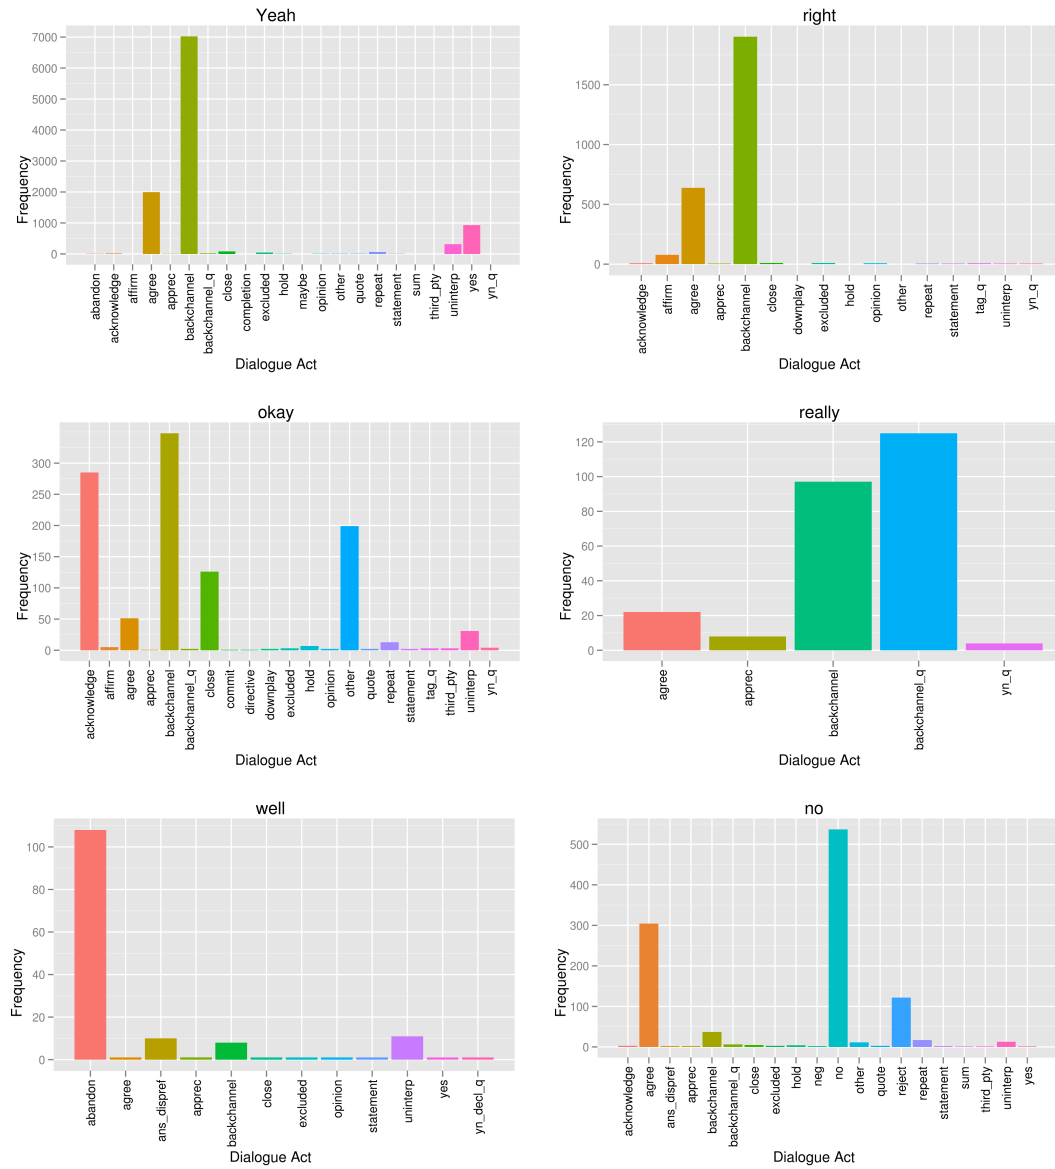 Yeah
Frequency
7000
6000
5000
4000
3000
2000
1000
0
abandon
acknowledge
affirm
agree
apprec
backchannel
backchannel_q
close
completion
excluded
hold
maybe
opinion
other
quote
repeat
statement
sum
third_pty
uninterp
yes
yn_q
Dialogue Act
right
Frequency
1500
1000
500
0
acknowledge
affirm
agree
apprec
backchannel
close
downplay
excluded
hold
opinion
other
repeat
statement
tag_q
uninterp
yn_q
Dialogue Act
okay
Frequency
300
250
200
150
100
50
0
acknowledge
affirm
agree
apprec
backchannel
backchannel_q
close
commit
directive
downplay
excluded
hold
opinion
other
quote
repeat
statement
tag_q
third_pty
uninterp
yn_q
Dialogue Act
really
Frequency
120
100
80
60
40
20
0
agree
apprec
backchannel
backchannel_q
yn_q
Dialogue Act
well
Frequency
100
80
60
40
20
0
abandon
agree
ans_dispref
apprec
backchannel
close
excluded
opinion
statement
uninterp
yes
yn_decl_q
Dialogue Act
no
Frequency
500
400
300
200
100
0
acknowledge
agree
ans_dispref
apprec
backchannel
backchannel_q
close
excluded
hold
neg
no
other
quote
reject
repeat
statement
sum
third_pty
uninterp
yes
Dialogue Act